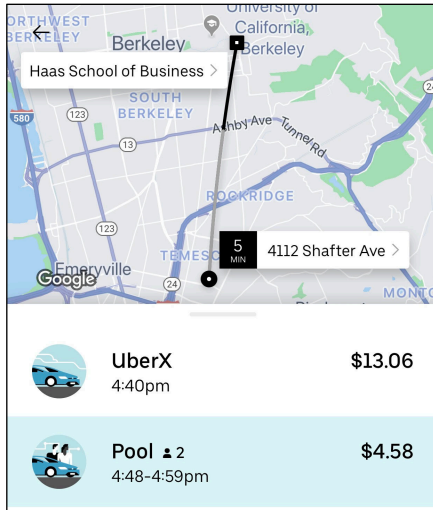 University of
California,
Berkeley
NORTHWEST
BERKELEY
Berkeley
Haas School of Business
SOUTH
BERKELEY
580
123
13
Ashby Ave
Tunnel Rd
24
ROCKRIDGE
123
5
MIN
4112 Shafter Ave
Emeryville
Google
24
UberX
$13.06
4:40pm
Pool 2
$4.58
4:48-4:59pm